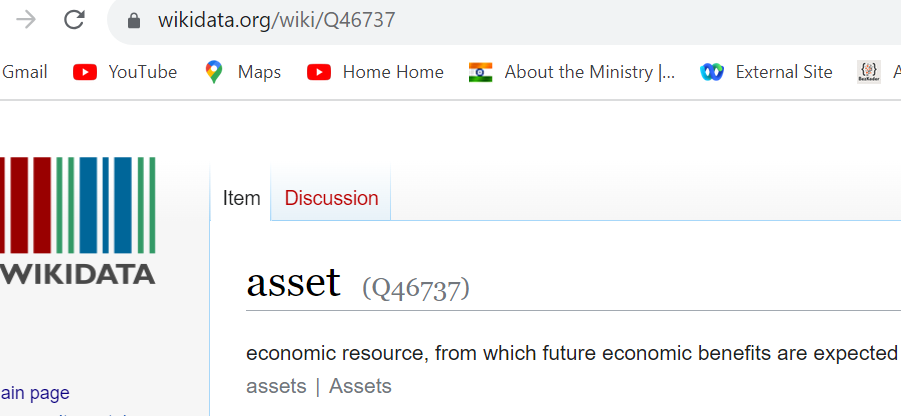 wikidata.org/wiki/Q46737
Gmail YouTube Maps Home Home About the Ministry |... External Site
WIKIDATA
Item Discussion
asset (Q46737)
economic resource, from which future economic benefits are expected
assets | Assets
ain page